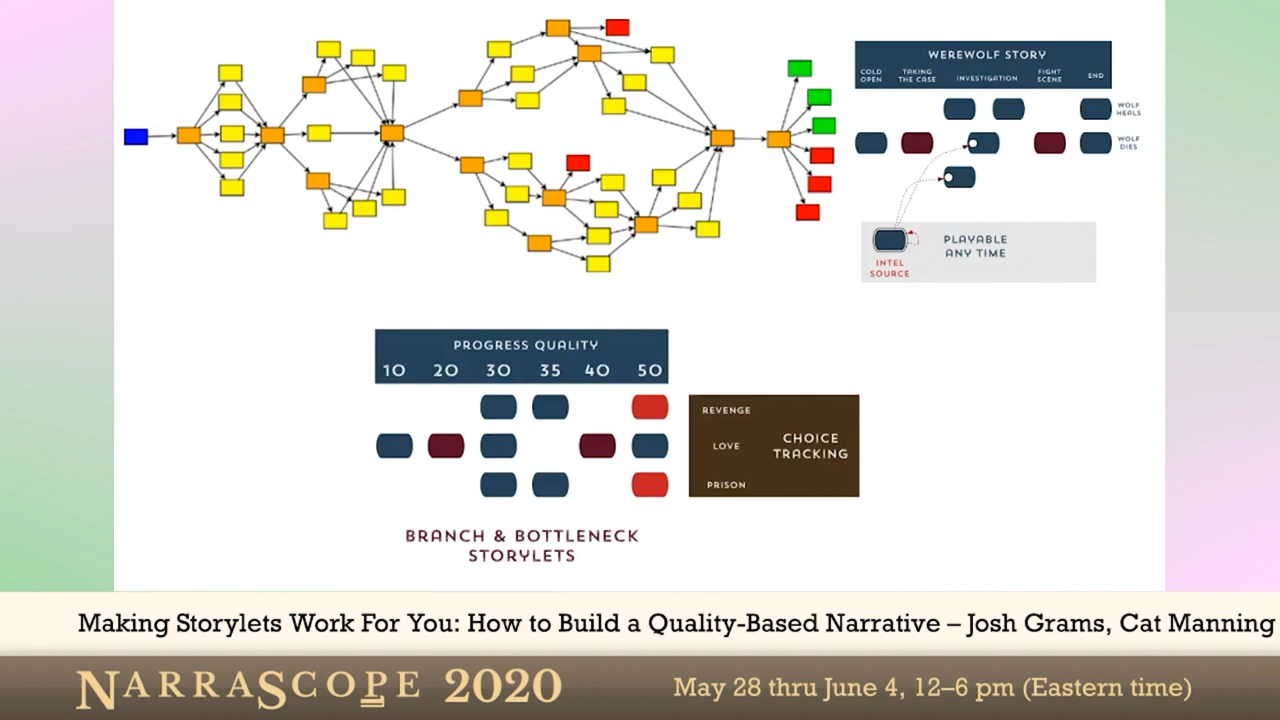 WEREWOLF STORY
COLD OPEN
TAKING THE CASE
INVESTIGATION
FIGHT SCENE
END
WOLF HEALS
WOLF DIES
PLAYABLE ANY TIME
INTEL SOURCE
PROGRESS QUALITY
10 20 30 35 40 50
REVENGE
LOVE
PRISON
CHOICE TRACKING
BRANCH & BOTTLENECK
STORYLETS
Making Storylets Work For You: How to Build a Quality-Based Narrative – Josh Grams, Cat Manning
NARRASCOPE 2020
May 28 thru June 4, 12–6 pm (Eastern time)